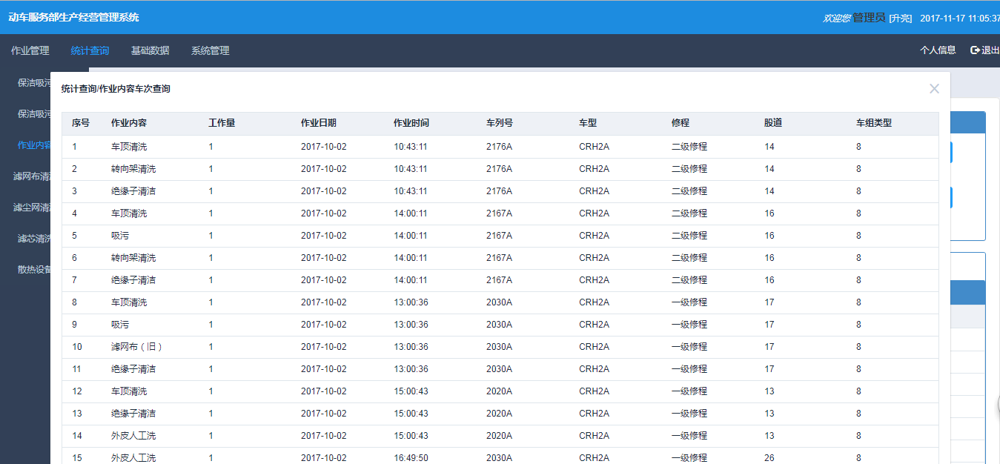 动车服务部生产经营管理系统
欢迎您 管理员 [升亮] 2017-11-17 11:05:37
作业管理 统计查询 基础数据 系统管理 个人信息 退出
保洁吸污
保洁吸污
作业内容
滤网布清
滤尘网清
滤芯清洗
散热设备
统计查询/作业内容车次查询
序号 作业内容 工作量 作业日期 作业时间 车列号 车型 修程 股道 车组类型
1 车顶清洗 1 2017-10-02 10:43:11 2176A CRH2A 二级修程 14 8
2 转向架清洗 1 2017-10-02 10:43:11 2176A CRH2A 二级修程 14 8
3 绝缘子清洁 1 2017-10-02 10:43:11 2176A CRH2A 二级修程 14 8
4 车顶清洗 1 2017-10-02 14:00:11 2167A CRH2A 二级修程 16 8
5 吸污 1 2017-10-02 14:00:11 2167A CRH2A 二级修程 16 8
6 转向架清洗 1 2017-10-02 14:00:11 2167A CRH2A 二级修程 16 8
7 绝缘子清洁 1 2017-10-02 14:00:11 2167A CRH2A 二级修程 16 8
8 车顶清洗 1 2017-10-02 13:00:36 2030A CRH2A 一级修程 17 8
9 吸污 1 2017-10-02 13:00:36 2030A CRH2A 一级修程 17 8
10 滤网布（旧） 1 2017-10-02 13:00:36 2030A CRH2A 一级修程 17 8
11 绝缘子清洁 1 2017-10-02 13:00:36 2030A CRH2A 一级修程 17 8
12 车顶清洗 1 2017-10-02 15:00:43 2020A CRH2A 一级修程 13 8
13 绝缘子清洁 1 2017-10-02 15:00:43 2020A CRH2A 一级修程 13 8
14 外皮人工洗 1 2017-10-02 15:00:43 2020A CRH2A 一级修程 13 8
15 外皮人工洗 1 2017-10-02 16:49:50 2030A CRH2A 一级修程 26 8